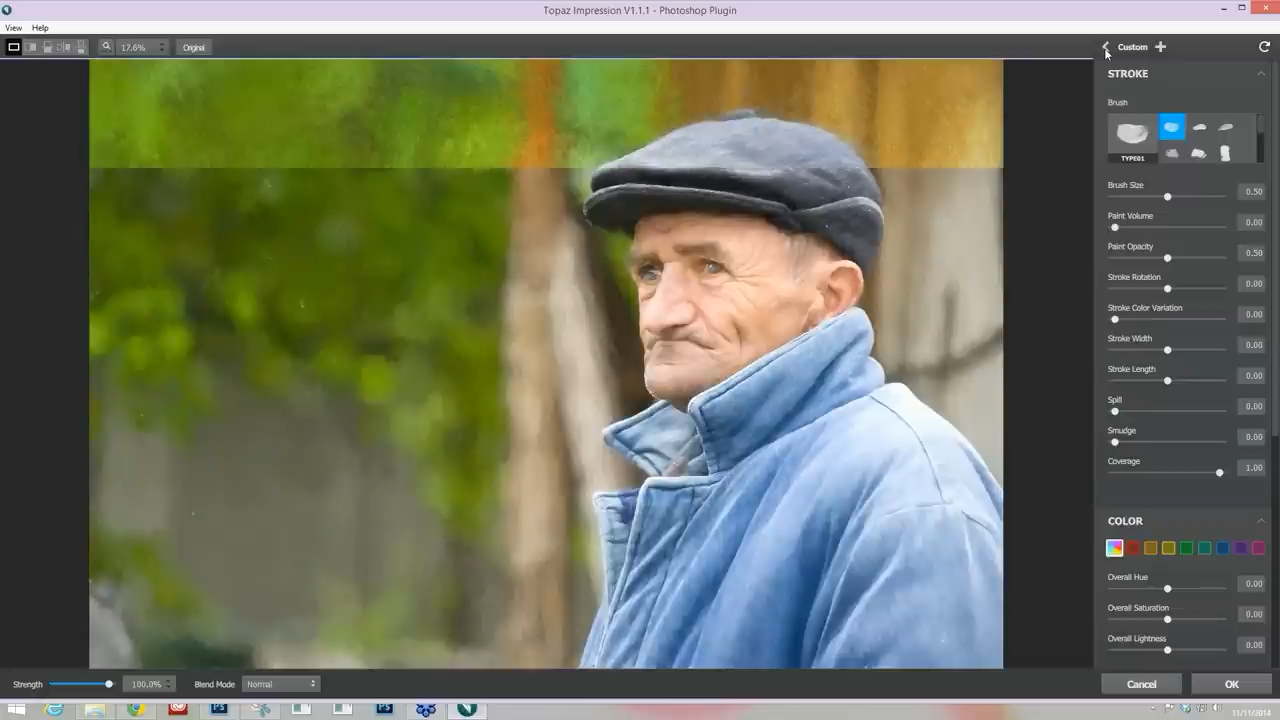 Topaz Impression V1.1.1 - Photoshop Plugin
View Help
17.6% Original Custom
STROKE
Brush
TYPE01
Brush Size 0.50
Paint Volume 0.00
Paint Opacity 0.50
Stroke Rotation 0.00
Stroke Color Variation 0.00
Stroke Width 0.00
Stroke Length 0.00
Spill 0.00
Smudge 0.00
Coverage 1.00
COLOR
Overall Hue 0.00
Overall Saturation 0.00
Overall Lightness 0.00
Strength 100.0% Blend Mode Normal Cancel OK
11/11/2014